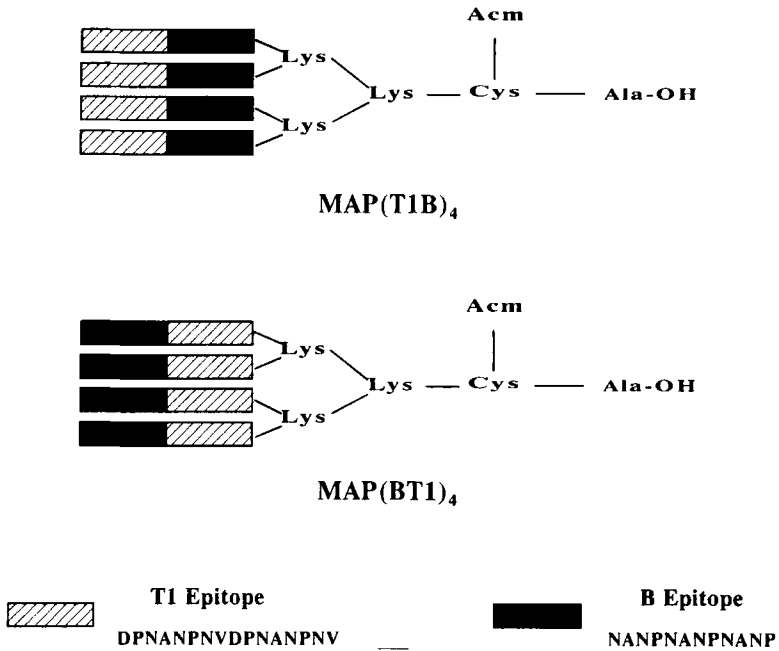 Acm
Lys
Lys — Cys — Ala-OH
Lys
MAP(T1B)₄
Acm
Lys
Lys — Cys — Ala-OH
Lys
MAP(BT1)₄
T1 Epitope B Epitope
DPNANPNVDPNANPNV NANPNANPNANP